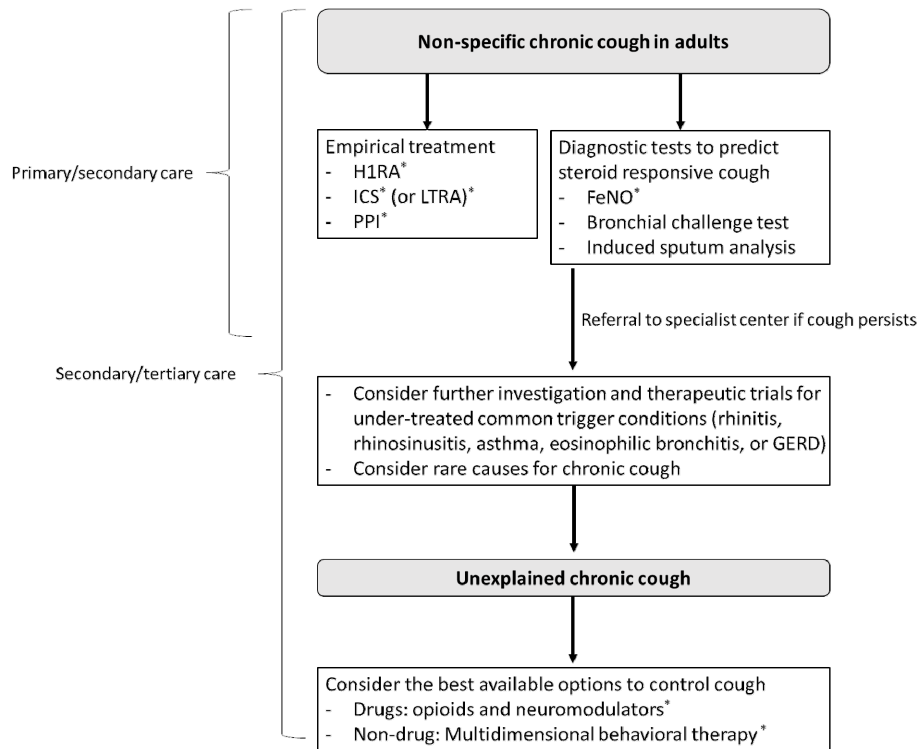 Non-specific chronic cough in adults
Empirical treatment
- H1RA*
- ICS* (or LTRA)*
- PPI*
Diagnostic tests to predict
steroid responsive cough
- FeNO*
- Bronchial challenge test
- Induced sputum analysis
Primary/secondary care
Referral to specialist center if cough persists
Secondary/tertiary care
- Consider further investigation and therapeutic trials for
under-treated common trigger conditions (rhinitis,
rhinosinusitis, asthma, eosinophilic bronchitis, or GERD)
- Consider rare causes for chronic cough
Unexplained chronic cough
Consider the best available options to control cough
- Drugs: opioids and neuromodulators*
- Non-drug: Multidimensional behavioral therapy*